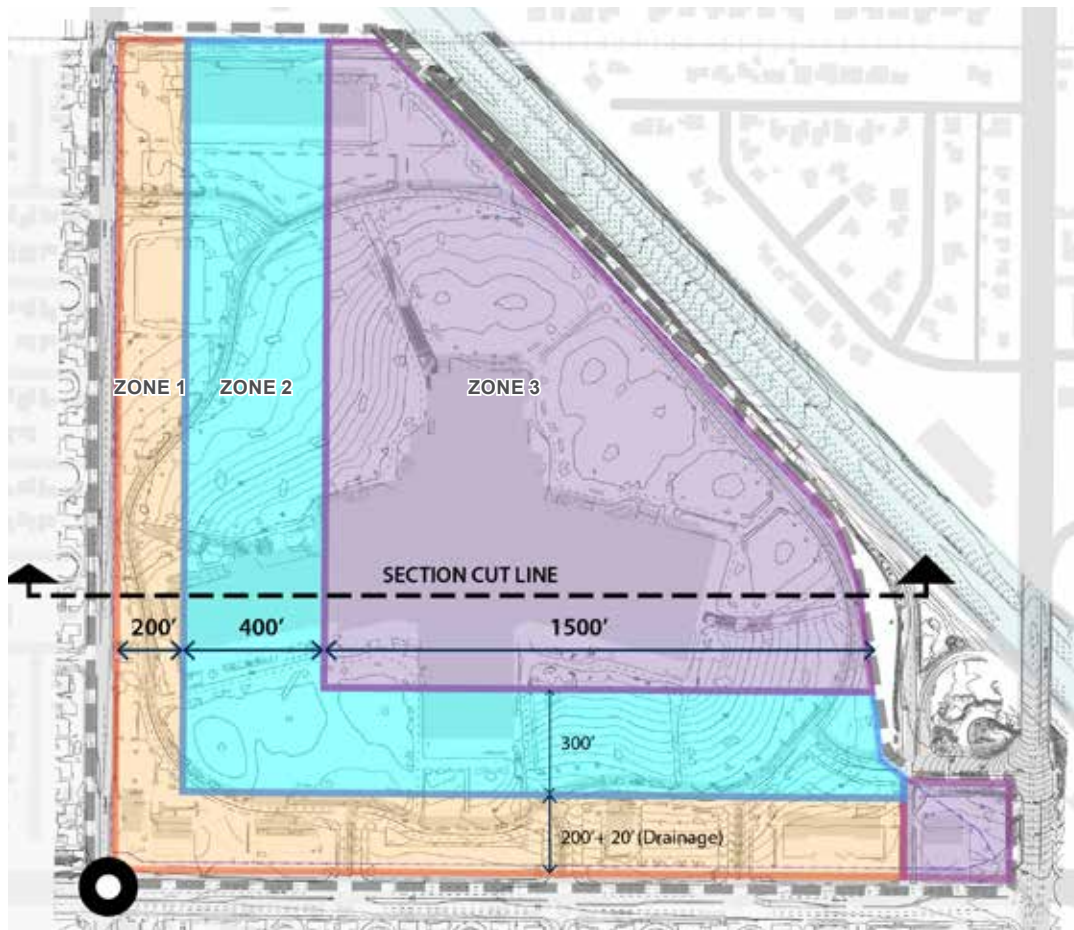 ZONE 1
ZONE 2
ZONE 3
SECTION CUT LINE
200'
400'
1500'
300'
200'+ 20' (Drainage)